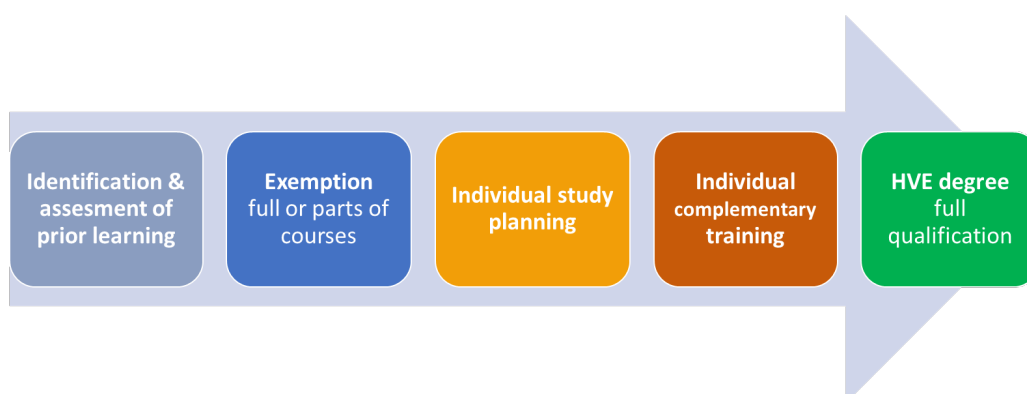 Identification &
assesment of
prior learning
Exemption
full or parts of
courses
Individual study
planning
Individual
complementary
training
HVE degree
full
qualification